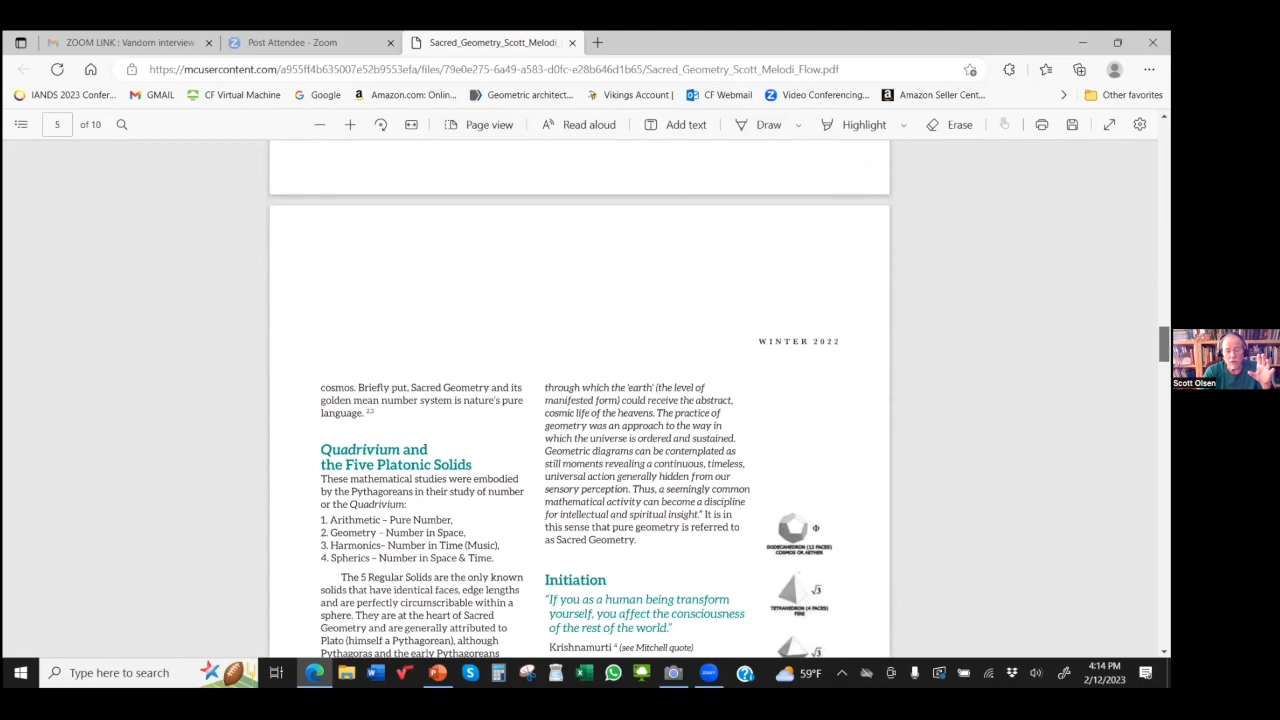 ZOOM LINK : Vandom interview
Post Attendee - Zoom
Sacred_Geometry_Scott_Melodi_
https://mcusercontent.com/a955ff4b635007e52b9553efa/files/79e0e275-6a49-a583-d0fc-e28b646d1b65/Sacred_Geometry_Scott_Melodi_Flow.pdf
IANDS 2023 Confer...
GMAIL
CF Virtual Machine
Google
Amazon.com: Onlin...
Geometric architect...
Vikings Account |
CF Webmail
Video Conferencing...
Amazon Seller Cent...
Other favorites
5 of 10
Page view
Read aloud
Add text
Draw
Highlight
Erase
WINTER 2022
cosmos. Briefly put, Sacred Geometry and its
golden mean number system is nature's pure
language. 2,3
Quadrivium and
the Five Platonic Solids
These mathematical studies were embodied
by the Pythagoreans in their study of number
or the Quadrivium:
1. Arithmetic – Pure Number,
2. Geometry – Number in Space,
3. Harmonics– Number in Time (Music),
4. Spherics – Number in Space & Time.
The 5 Regular Solids are the only known
solids that have identical faces, edge lengths
and are perfectly circumscribable within a
sphere. They are at the heart of Sacred
Geometry and are generally attributed to
Plato (himself a Pythagorean), although
Pythagoras and the early Pythagoreans
through which the 'earth' (the level of
manifested form) could receive the abstract,
cosmic life of the heavens. The practice of
geometry was an approach to the way in
which the universe is ordered and sustained.
Geometric diagrams can be contemplated as
still moments revealing a continuous, timeless,
universal action generally hidden from our
sensory perception. Thus, a seemingly common
mathematical activity can become a discipline
for intellectual and spiritual insight." It is in
this sense that pure geometry is referred to
as Sacred Geometry.
Initiation
"If you as a human being transform
yourself, you affect the consciousness
of the rest of the world."
Krishnamurti 4 (see Mitchell quote)
Φ
DODECAHEDRON (12 FACES)
COSMOS OR AETHER
√3
TETRAHEDRON (4 FACES)
FIRE
√3
Scott Olsen
Type here to search
59°F
4:14 PM
2/12/2023